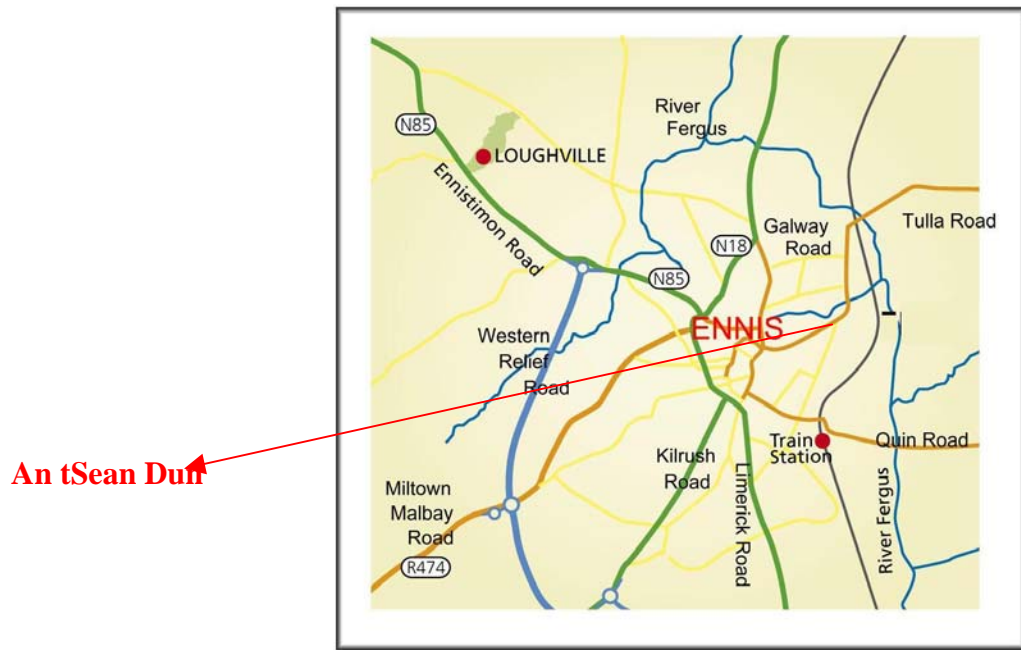 River
Fergus
N85
LOUGHVILLE
Ennistimon Road
Galway
Road
Tulla Road
N18
N85
ENNIS
Western
Relief
Road
An tSean Dun
Miltown
Malbay
Road
R474
Kilrush
Road
Limerick Road
Train
Station
Quin Road
River Fergus